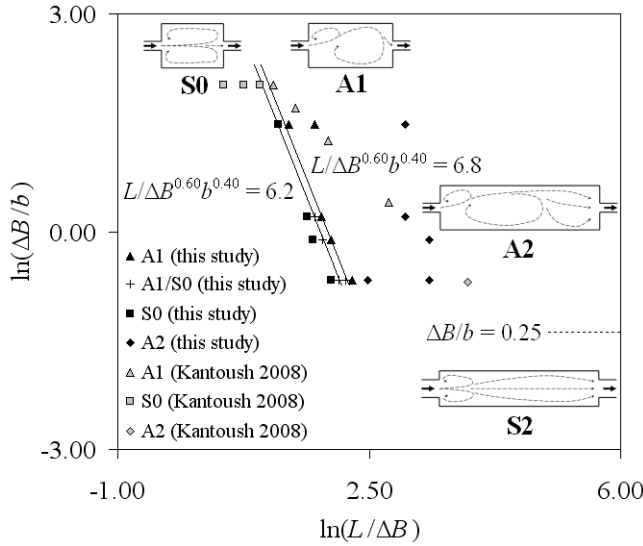 3.00
S0
A1
L/ΔB^0.60 b^0.40 = 6.8
L/ΔB^0.60 b^0.40 = 6.2
ln(ΔB/b)
0.00
A2
A1 (this study)
A1/S0 (this study)
S0 (this study)
A2 (this study)
A1 (Kantoush 2008)
S0 (Kantoush 2008)
A2 (Kantoush 2008)
ΔB/b = 0.25
S2
-3.00
-1.00
2.50
6.00
ln(L/ΔB)